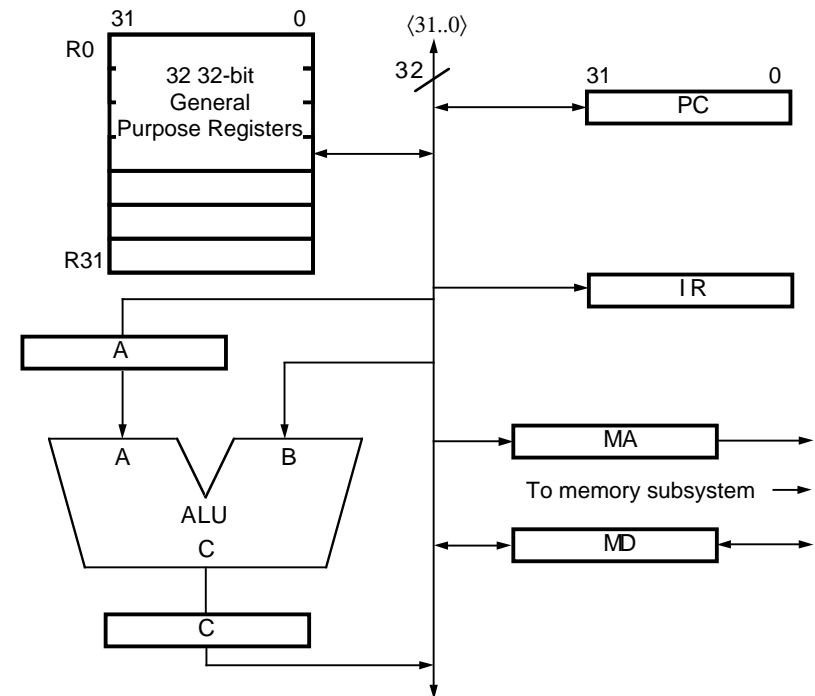 31 0
R0
32 32-bit
General
Purpose Registers
R31
⟨31..0⟩
32
31 0
PC
IR
A
A B
ALU
C
C
MA
To memory subsystem
MD